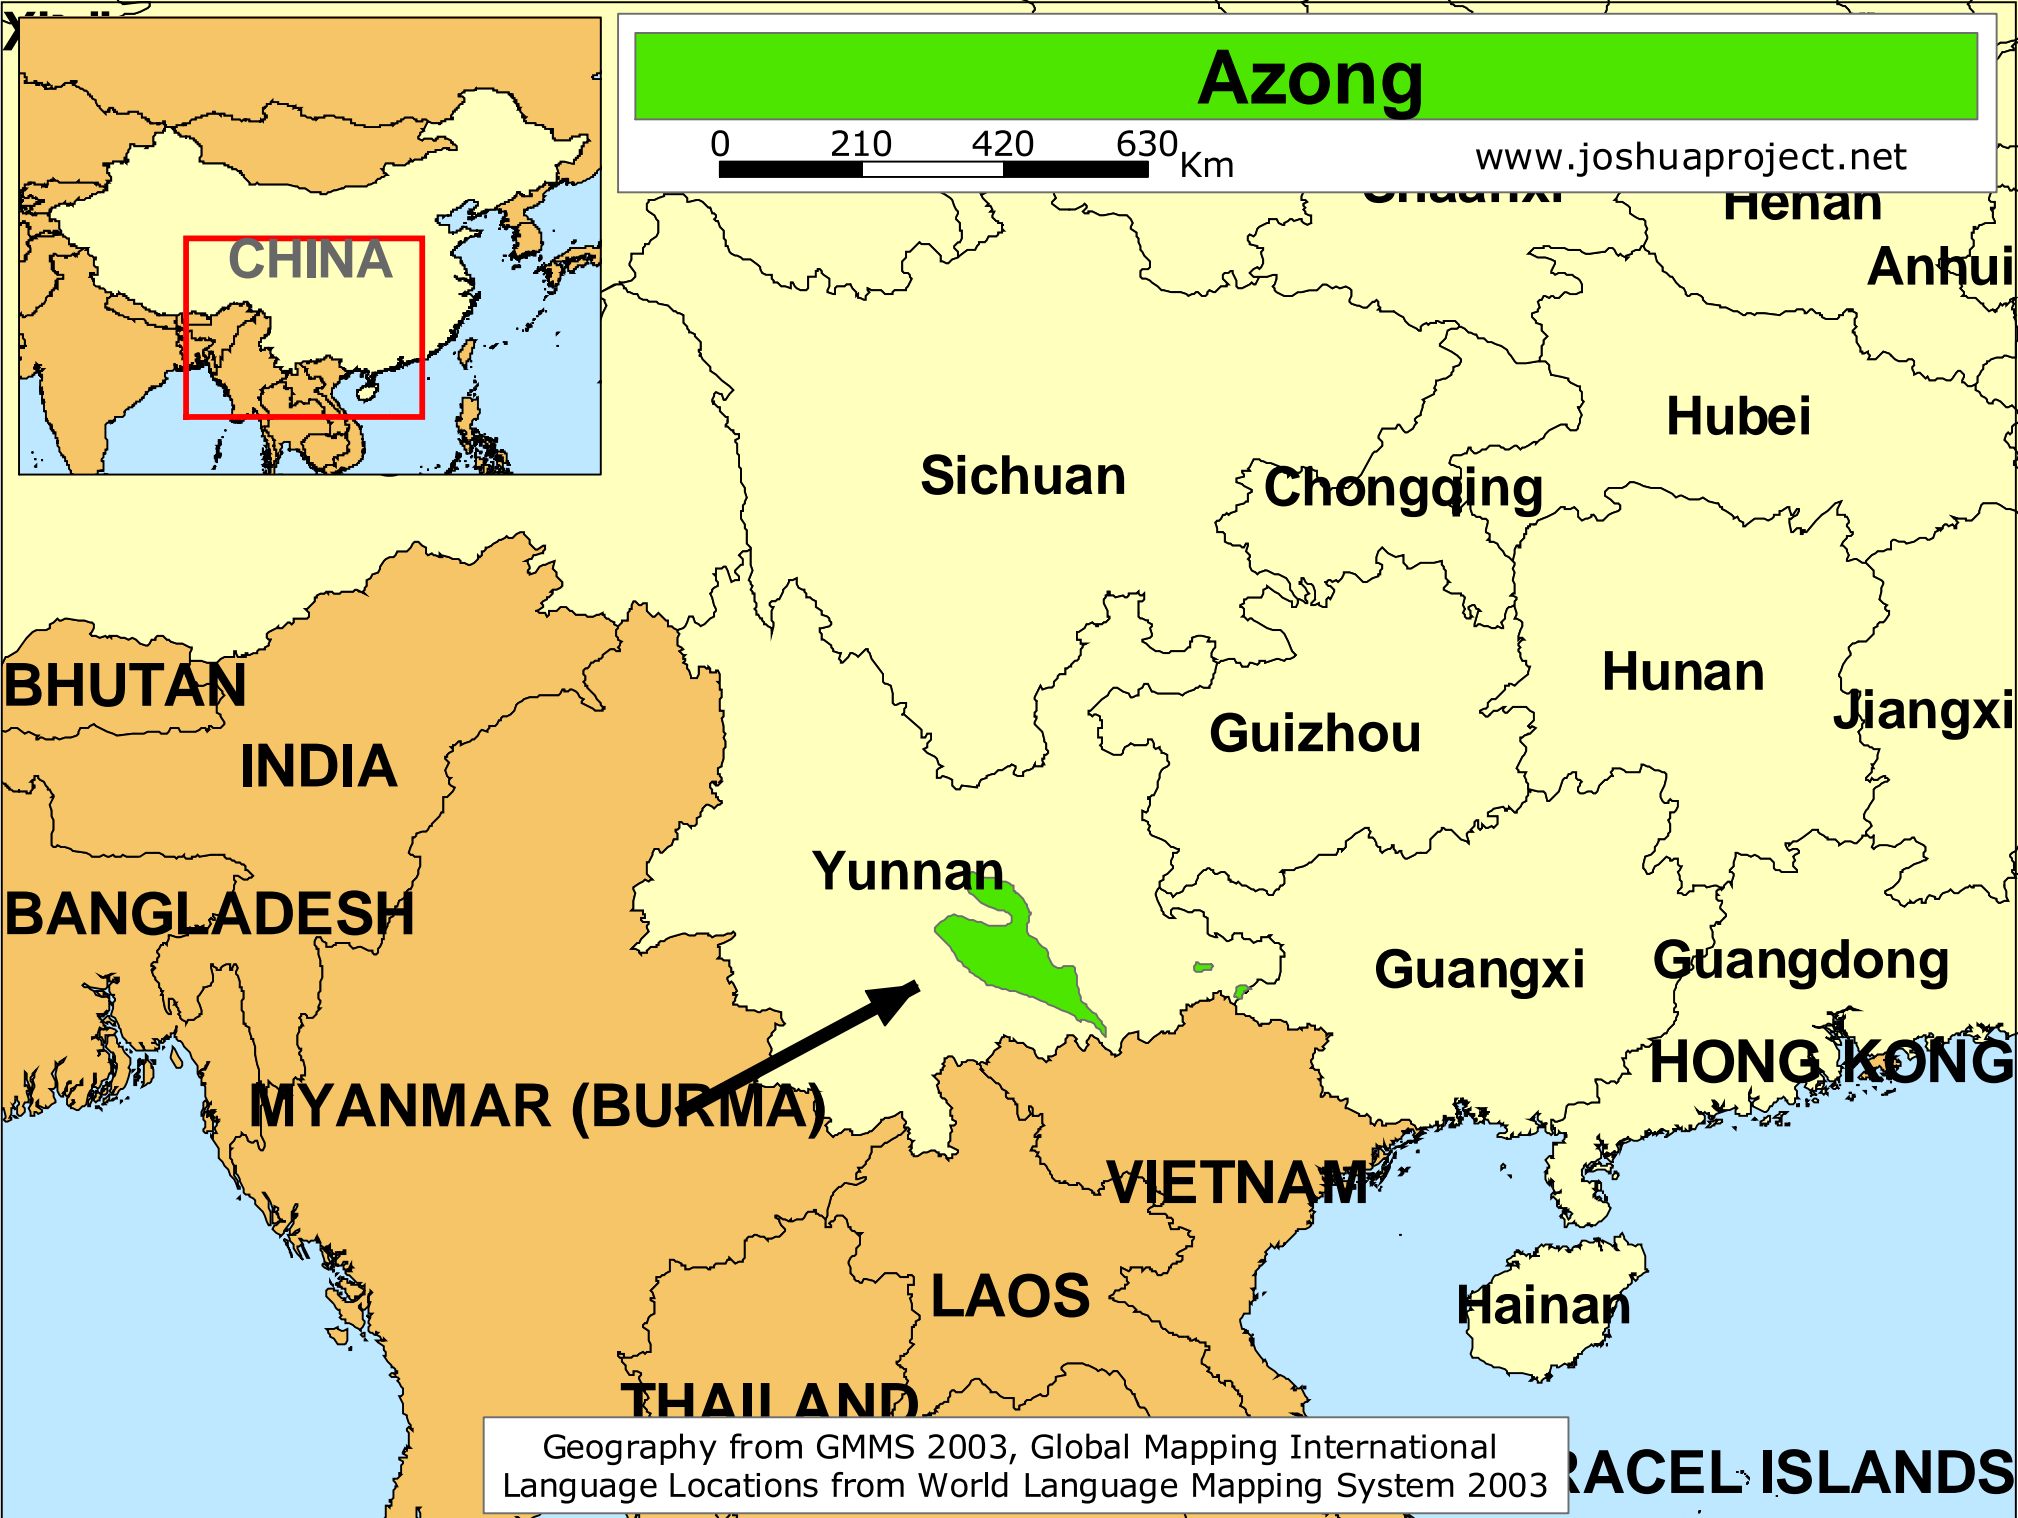 Azong
0 210 420 630 Km
www.joshuaproject.net
CHINA
Shaanxi
Henan
Anhui
Hubei
Sichuan
Chongqing
BHUTAN
Hunan
Jiangxi
Guizhou
INDIA
Yunnan
BANGLADESH
Guangxi
Guangdong
HONG KONG
MYANMAR (BURMA)
VIETNAM
LAOS
Hainan
THAILAND
Geography from GMMS 2003, Global Mapping International
Language Locations from World Language Mapping System 2003
RACEL ISLANDS